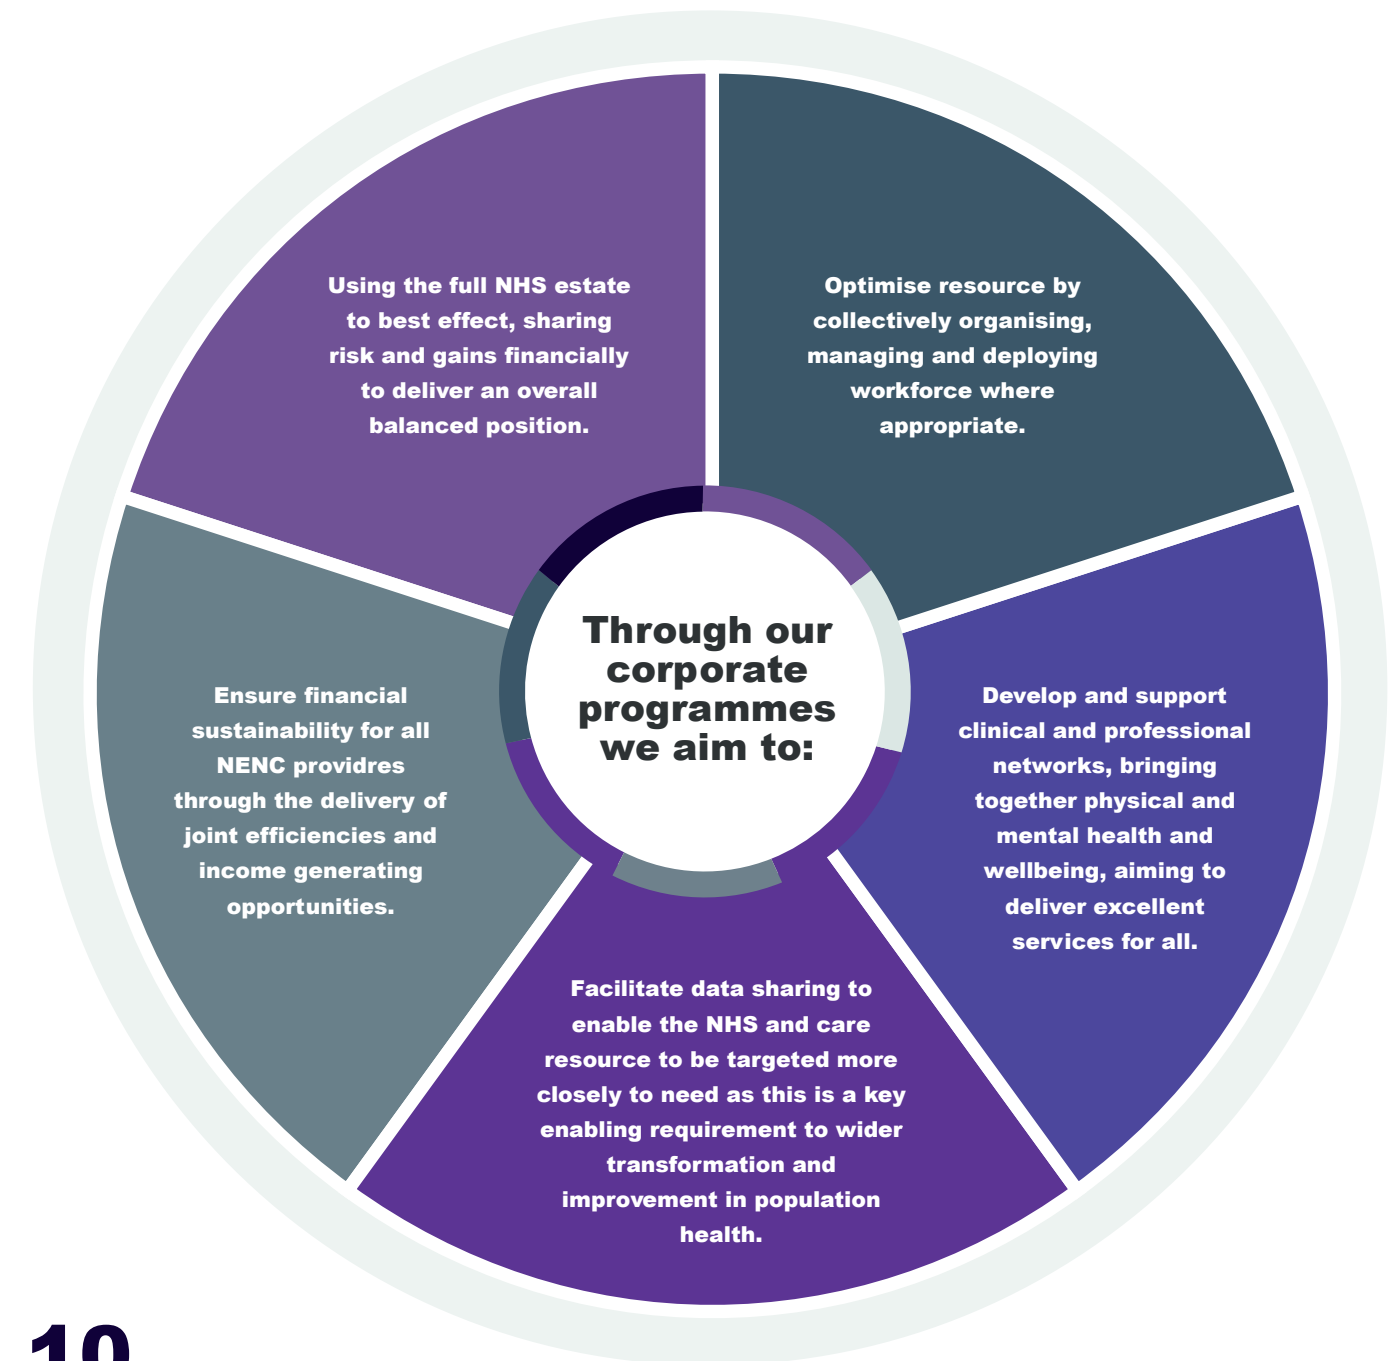 Through our
corporate
programmes
we aim to:
Optimise resource by
collectively organising,
managing and deploying
workforce where
appropriate.
Develop and support
clinical and professional
networks, bringing
together physical and
mental health and
wellbeing, aiming to
deliver excellent
services for all.
Facilitate data sharing to
enable the NHS and care
resource to be targeted more
closely to need as this is a key
enabling requirement to wider
transformation and
improvement in population
health.
Ensure financial
sustainability for all
NENC providres
through the delivery of
joint efficiencies and
income generating
opportunities.
Using the full NHS estate
to best effect, sharing
risk and gains financially
to deliver an overall
balanced position.